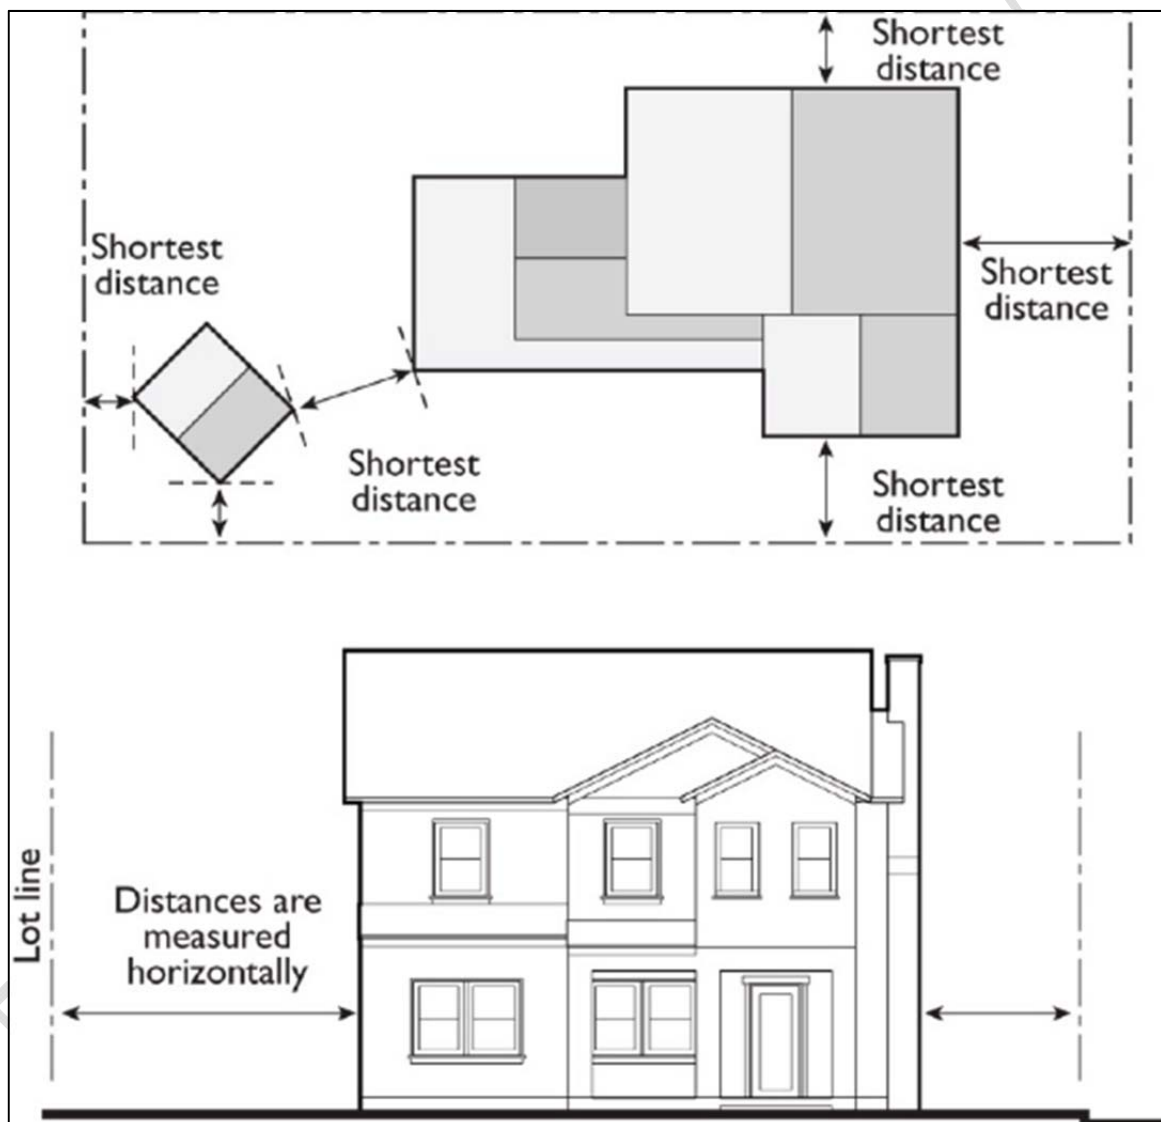 Shortest
distance
Shortest
distance
Shortest
distance
Shortest
distance
Shortest
distance
Lot line
Distances are
measured
horizontally